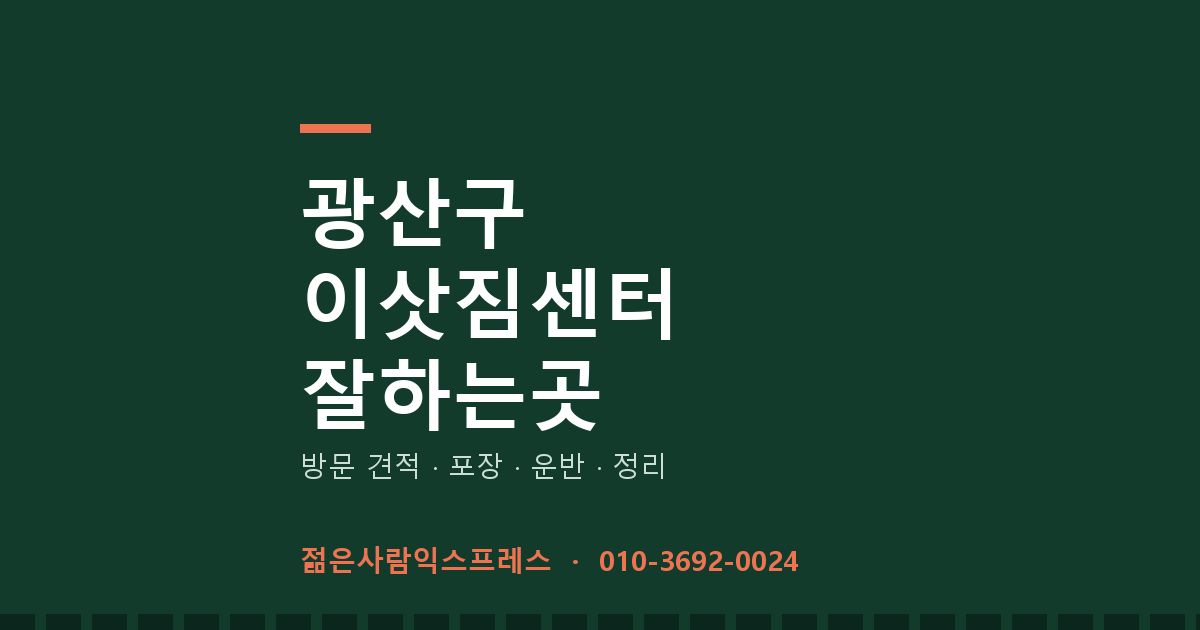 광산구
이삿짐센터
잘하는곳
방문 견적 · 포장 · 운반 · 정리
젊은사람익스프레스 · 010-3692-0024